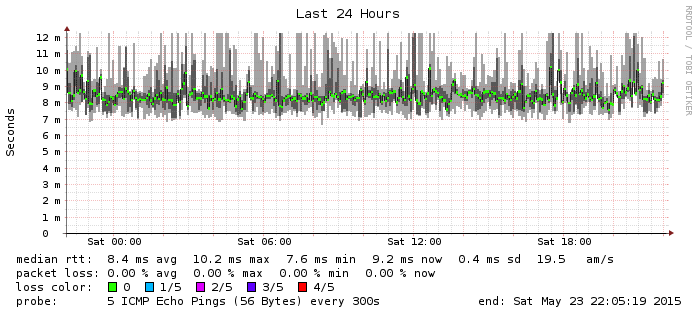 Last 24 Hours
RRDTOOL / TOBI OETIKER
Seconds
12 m
11 m
10 m
9 m
8 m
7 m
6 m
5 m
4 m
3 m
2 m
1 m
0
Sat 00:00 Sat 06:00 Sat 12:00 Sat 18:00
median rtt: 8.4 ms avg 10.2 ms max 7.6 ms min 9.2 ms now 0.4 ms sd 19.5 am/s
packet loss: 0.00 % avg 0.00 % max 0.00 % min 0.00 % now
loss color: 0 1/5 2/5 3/5 4/5
probe: 5 ICMP Echo Pings (56 Bytes) every 300s end: Sat May 23 22:05:19 2015